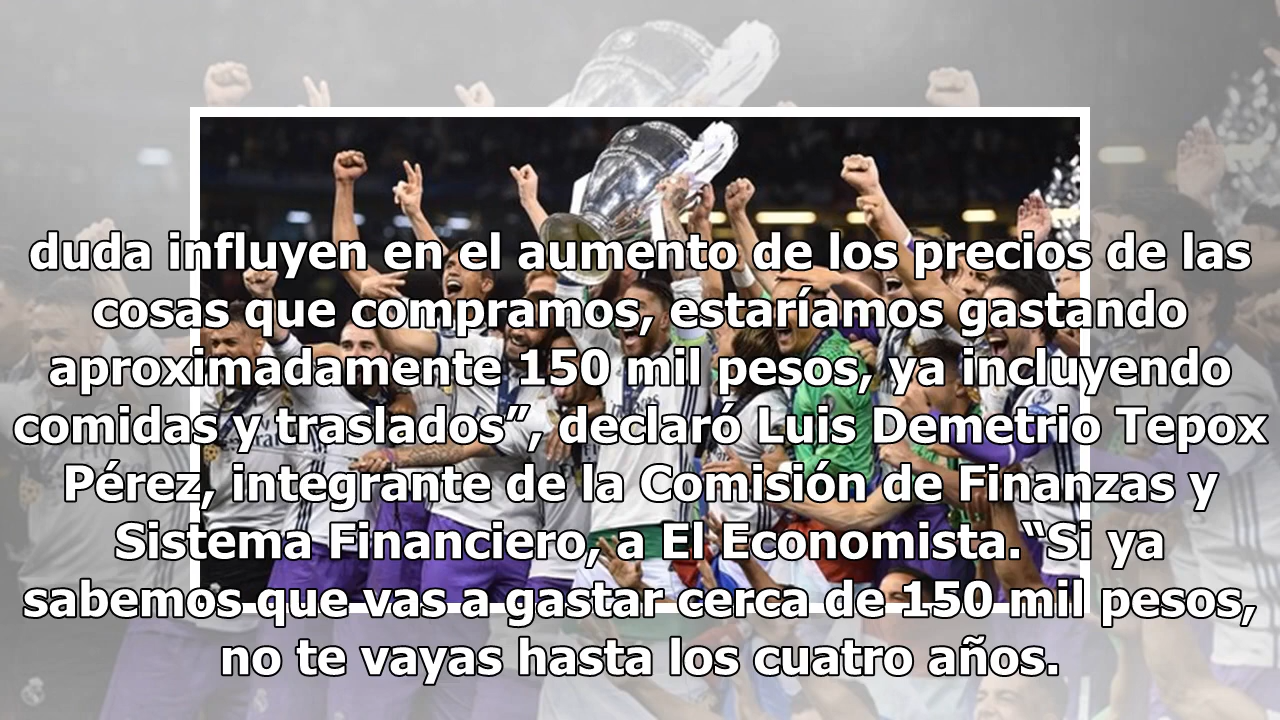 duda influyen en el aumento de los precios de las
cosas que compramos, estaríamos gastando
aproximadamente 150 mil pesos, ya incluyendo
comidas y traslados”, declaró Luis Demetrio Tepox
Pérez, integrante de la Comisión de Finanzas y
Sistema Financiero, a El Economista.“Si ya
sabemos que vas a gastar cerca de 150 mil pesos,
no te vayas hasta los cuatro años.